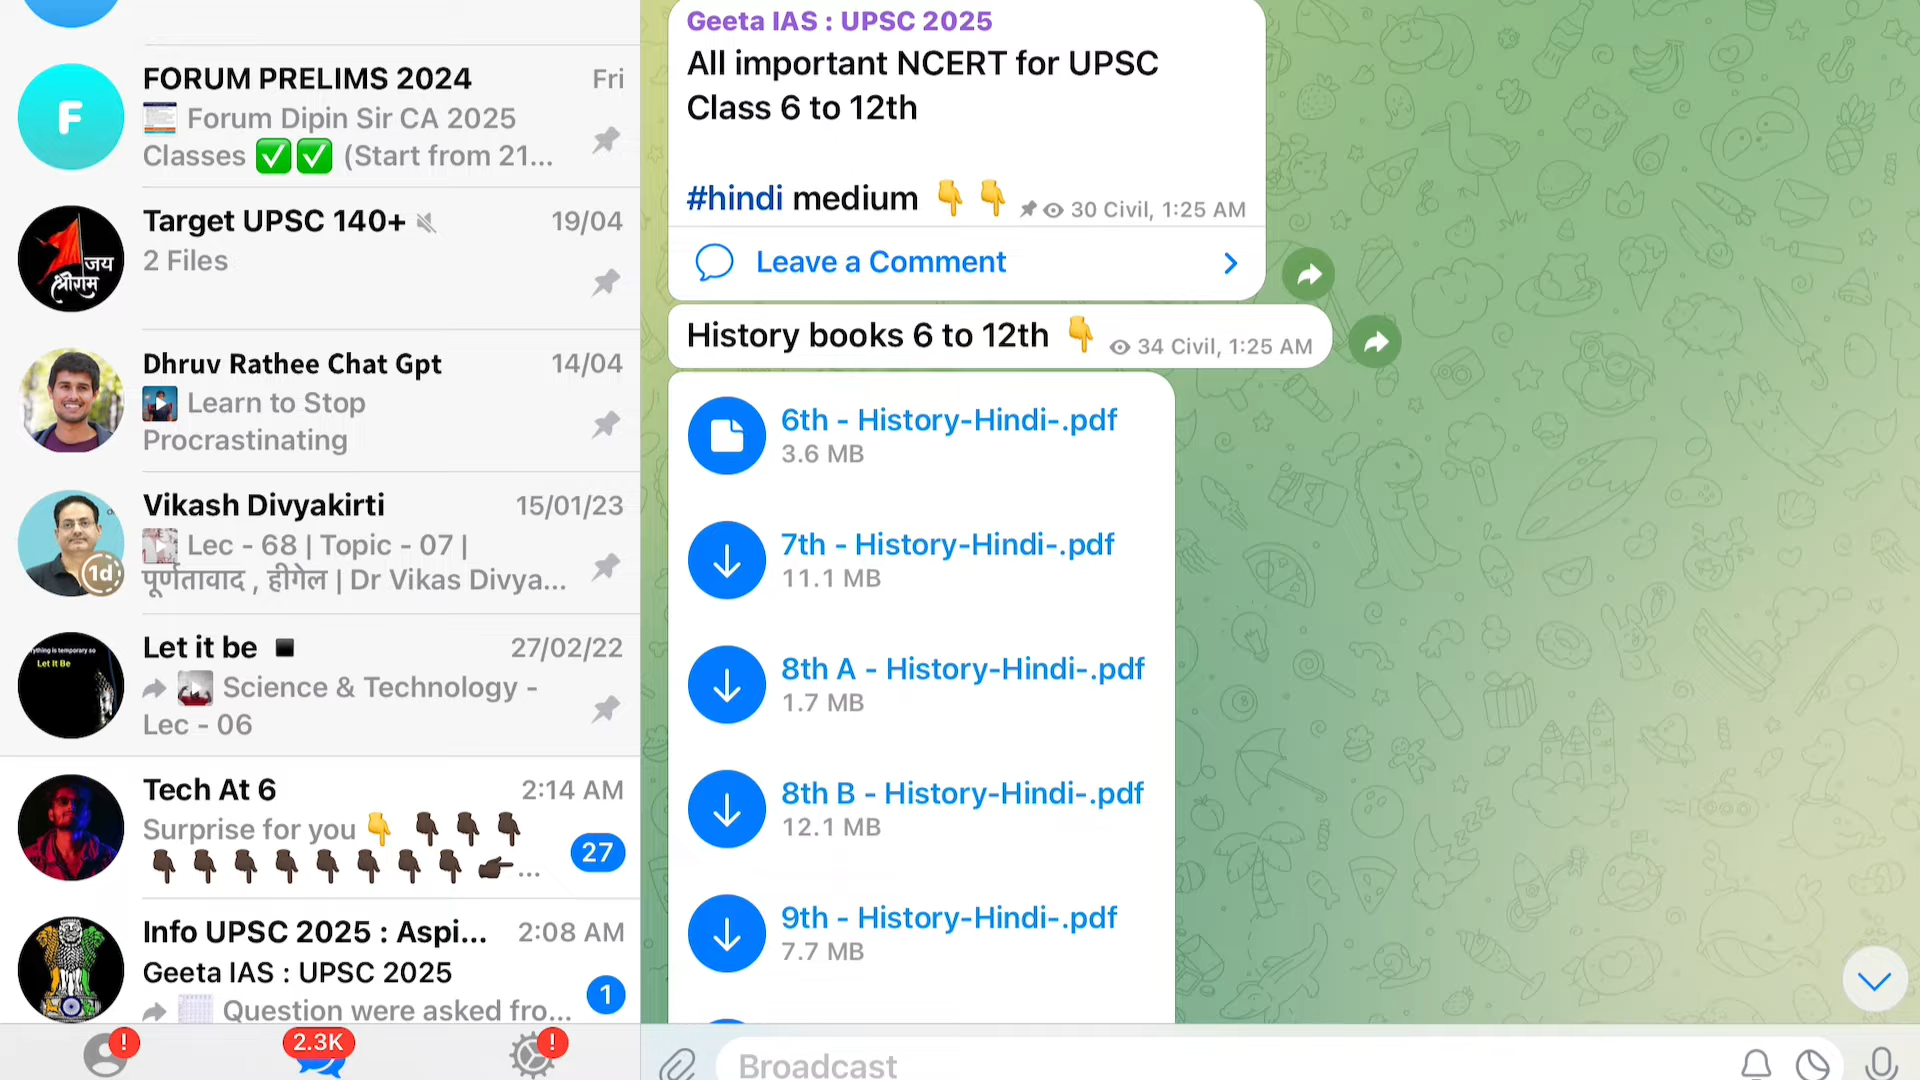 FORUM PRELIMS 2024
Fri
F
Forum Dipin Sir CA 2025
Classes ✅✅ (Start from 21...
Target UPSC 140+
19/04
2 Files
जय
श्रीराम
Dhruv Rathee Chat Gpt
14/04
Learn to Stop
Procrastinating
Vikash Divyakirti
15/01/23
Lec - 68 | Topic - 07 |
पूर्णतावाद , हीगेल | Dr Vikas Divya...
1d
Let it be ▪️
27/02/22
Let It Be
Science & Technology -
Lec - 06
Tech At 6
2:14 AM
Surprise for you 👇 👇🏿 👇🏿 👇🏿
👇🏿 👇🏿 👇🏿 👇🏿 👇🏿 👇🏿 👇🏿 👇🏿 👉🏿...
27
Info UPSC 2025 : Aspi...
2:08 AM
Geeta IAS : UPSC 2025
Question were asked fro...
1
!
2.3K
!
Geeta IAS : UPSC 2025
All important NCERT for UPSC
Class 6 to 12th
#hindi medium 👇 👇
30 Civil, 1:25 AM
Leave a Comment
History books 6 to 12th 👇
34 Civil, 1:25 AM
6th - History-Hindi-.pdf
3.6 MB
7th - History-Hindi-.pdf
11.1 MB
8th A - History-Hindi-.pdf
1.7 MB
8th B - History-Hindi-.pdf
12.1 MB
9th - History-Hindi-.pdf
7.7 MB
Broadcast